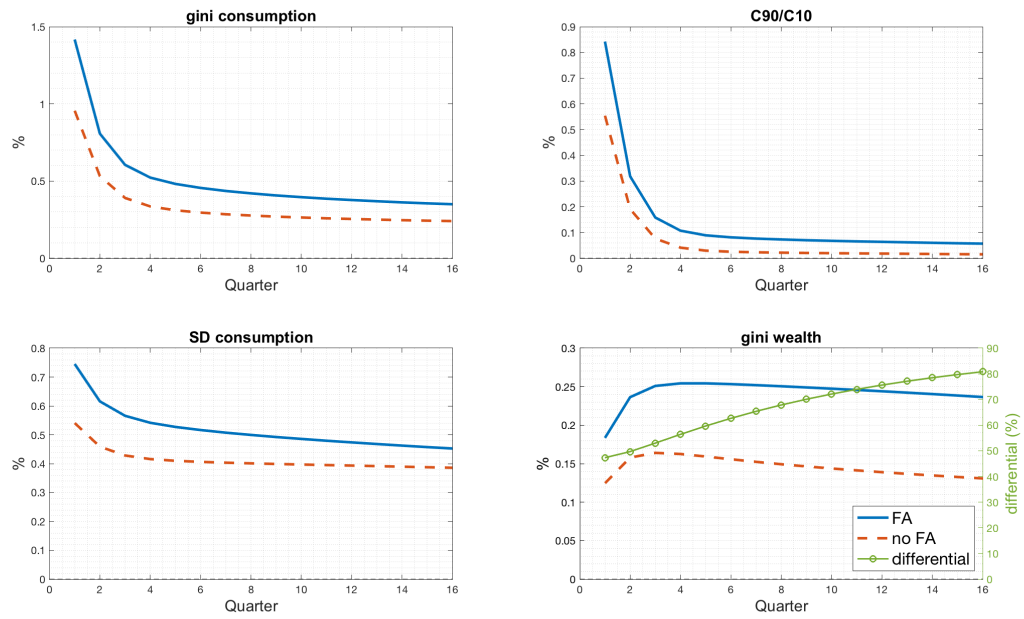 gini consumption
1.5
1
0.5
0
%
0 2 4 6 8 10 12 14 16
Quarter
C90/C10
0.9
0.8
0.7
0.6
0.5
0.4
0.3
0.2
0.1
0
%
0 2 4 6 8 10 12 14 16
Quarter
SD consumption
0.8
0.7
0.6
0.5
0.4
0.3
0.2
0.1
0
%
0 2 4 6 8 10 12 14 16
Quarter
gini wealth
0.3
0.25
0.2
0.15
0.1
0.05
0
%
90
80
70
60
50
40
30
20
10
0
differential (%)
FA
no FA
differential
0 2 4 6 8 10 12 14 16
Quarter